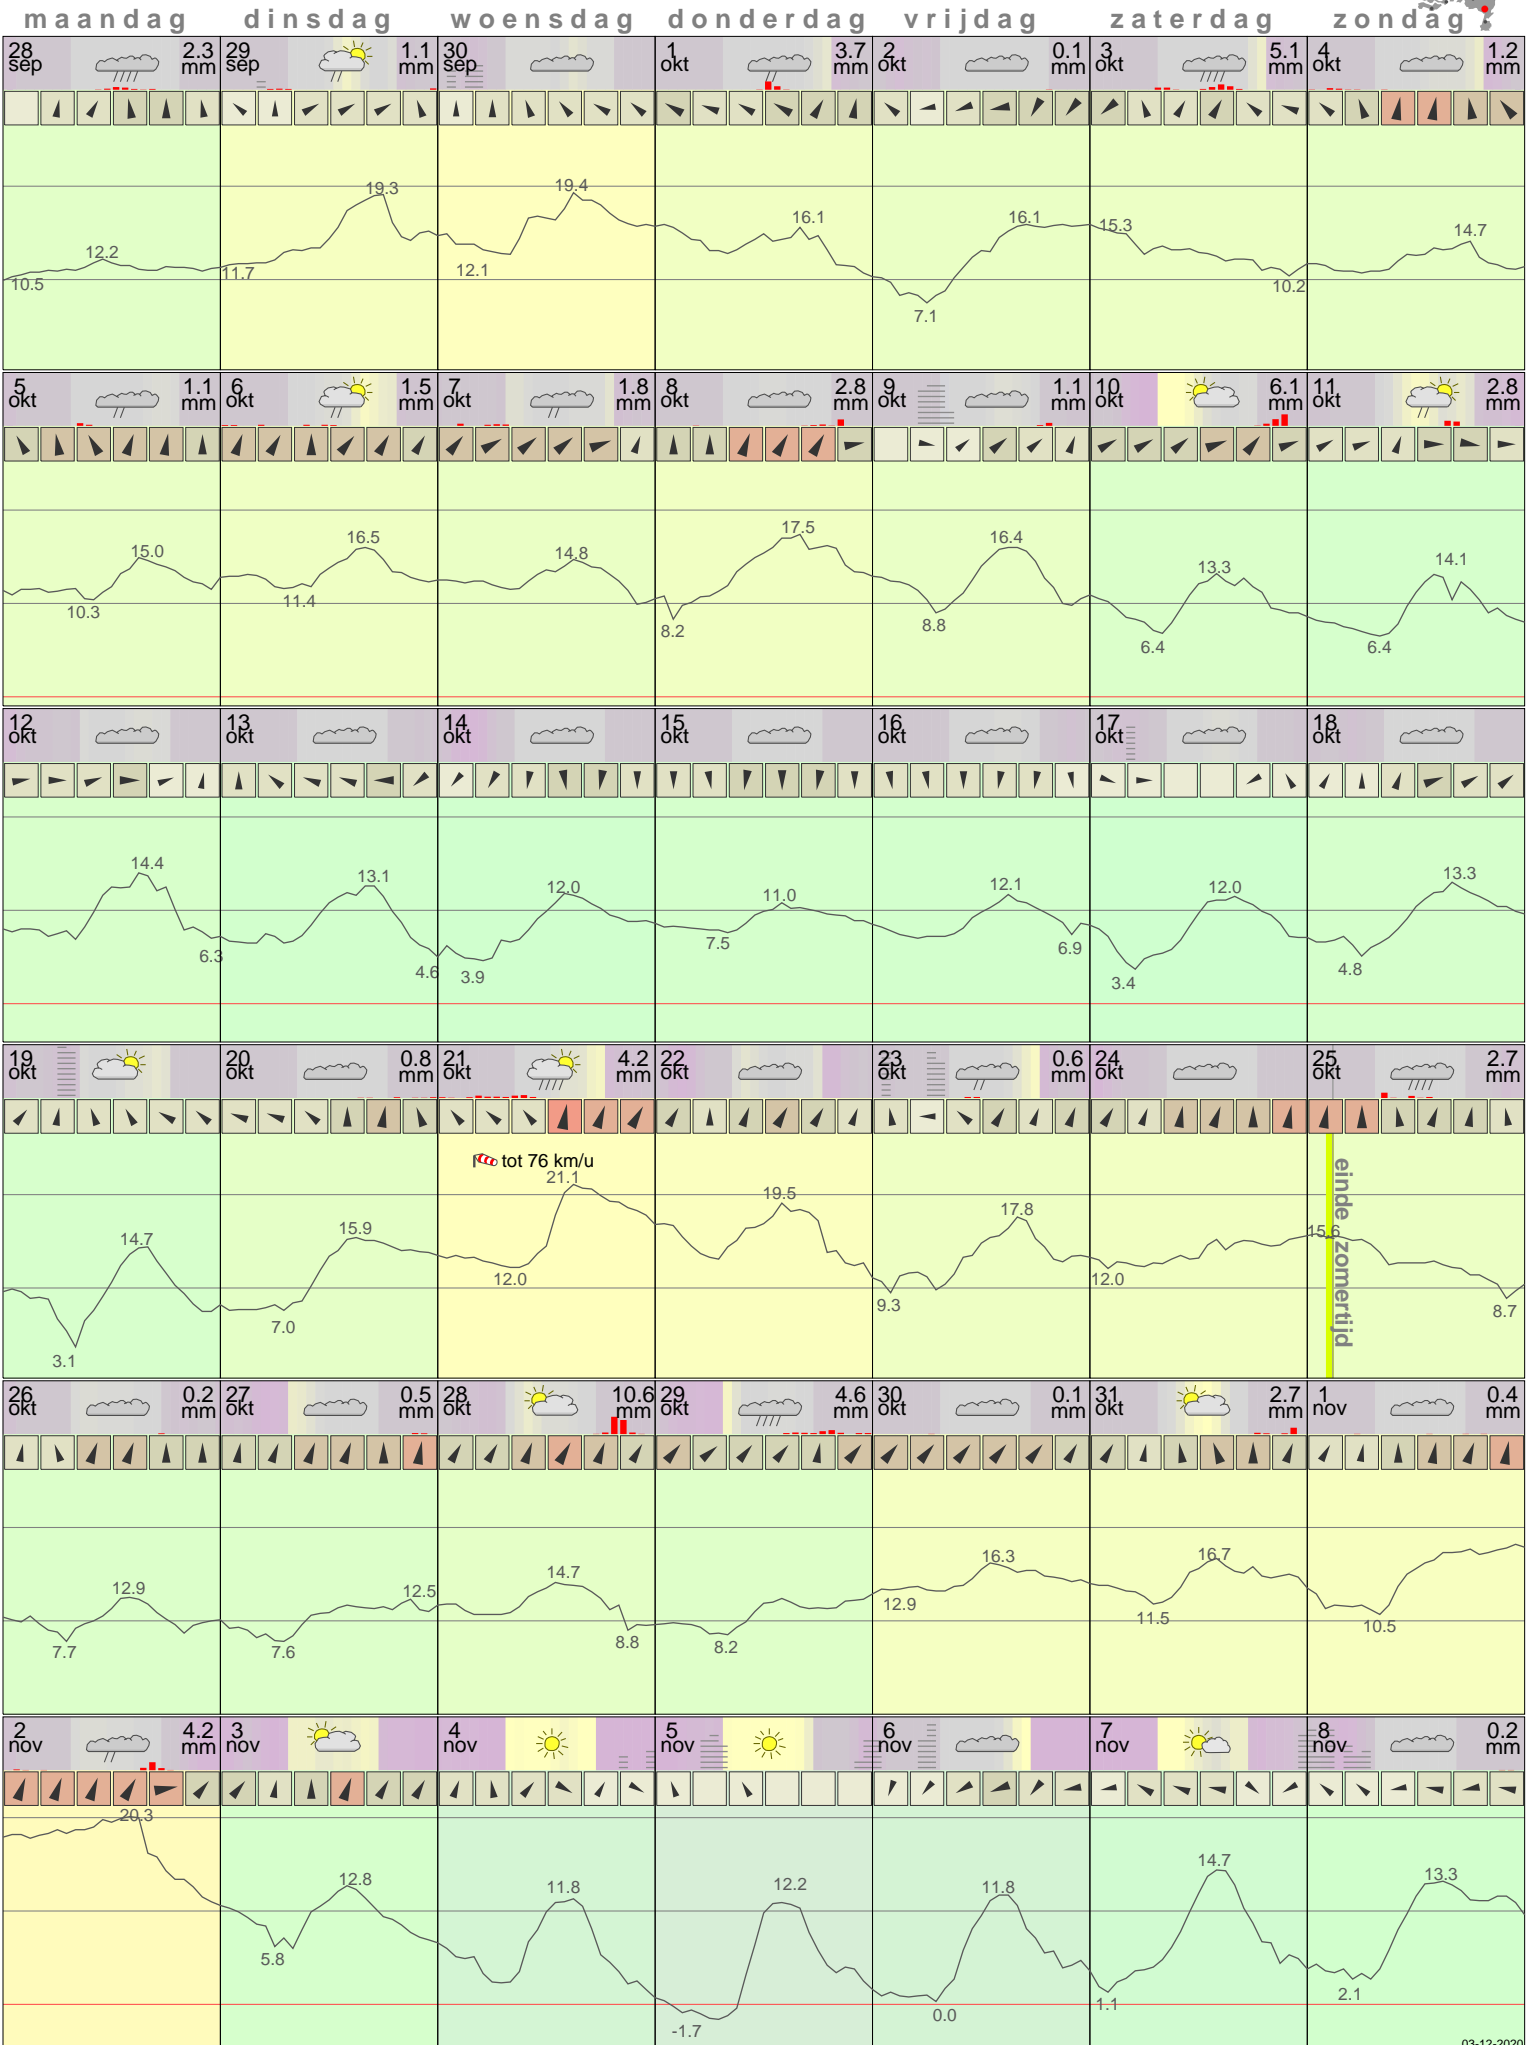 maandag dinsdag woensdag donderdag vrijdag zaterdag zondag
28 sep 2.3 mm 29 sep 1.1 mm 30 sep 1 okt 3.7 mm 2 okt 0.1 mm 3 okt 5.1 mm 4 okt 1.2 mm
10.5 12.2 11.7 19.3 12.1 19.4 16.1 7.1 16.1 15.3 10.2 14.7
5 okt 1.1 mm 6 okt 1.5 mm 7 okt 1.8 mm 8 okt 2.8 mm 9 okt 1.1 mm 10 okt 6.1 mm 11 okt 2.8 mm
10.3 15.0 11.4 16.5 14.8 8.2 17.5 8.8 16.4 6.4 13.3 6.4 14.1
12 okt 13 okt 14 okt 15 okt 16 okt 17 okt 18 okt
14.4 6.3 13.1 4.6 3.9 12.0 7.5 11.0 12.1 6.9 3.4 12.0 4.8 13.3
19 okt 20 okt 0.8 mm 21 okt 4.2 mm 22 okt 23 okt 0.6 mm 24 okt 25 okt 2.7 mm
tot 76 km/u
3.1 14.7 7.0 15.9 12.0 21.1 19.5 9.3 17.8 12.0 15.6 8.7
einde zomertijd
26 okt 0.2 mm 27 okt 0.5 mm 28 okt 10.6 mm 29 okt 4.6 mm 30 okt 0.1 mm 31 okt 2.7 mm 1 nov 0.4 mm
7.7 12.9 7.6 12.5 14.7 8.8 8.2 12.9 16.3 11.5 16.7 10.5
2 nov 4.2 mm 3 nov 4 nov 5 nov 6 nov 7 nov 8 nov 0.2 mm
20.3 5.8 12.8 11.8 -1.7 12.2 0.0 11.8 1.1 14.7 2.1 13.3
03-12-2020